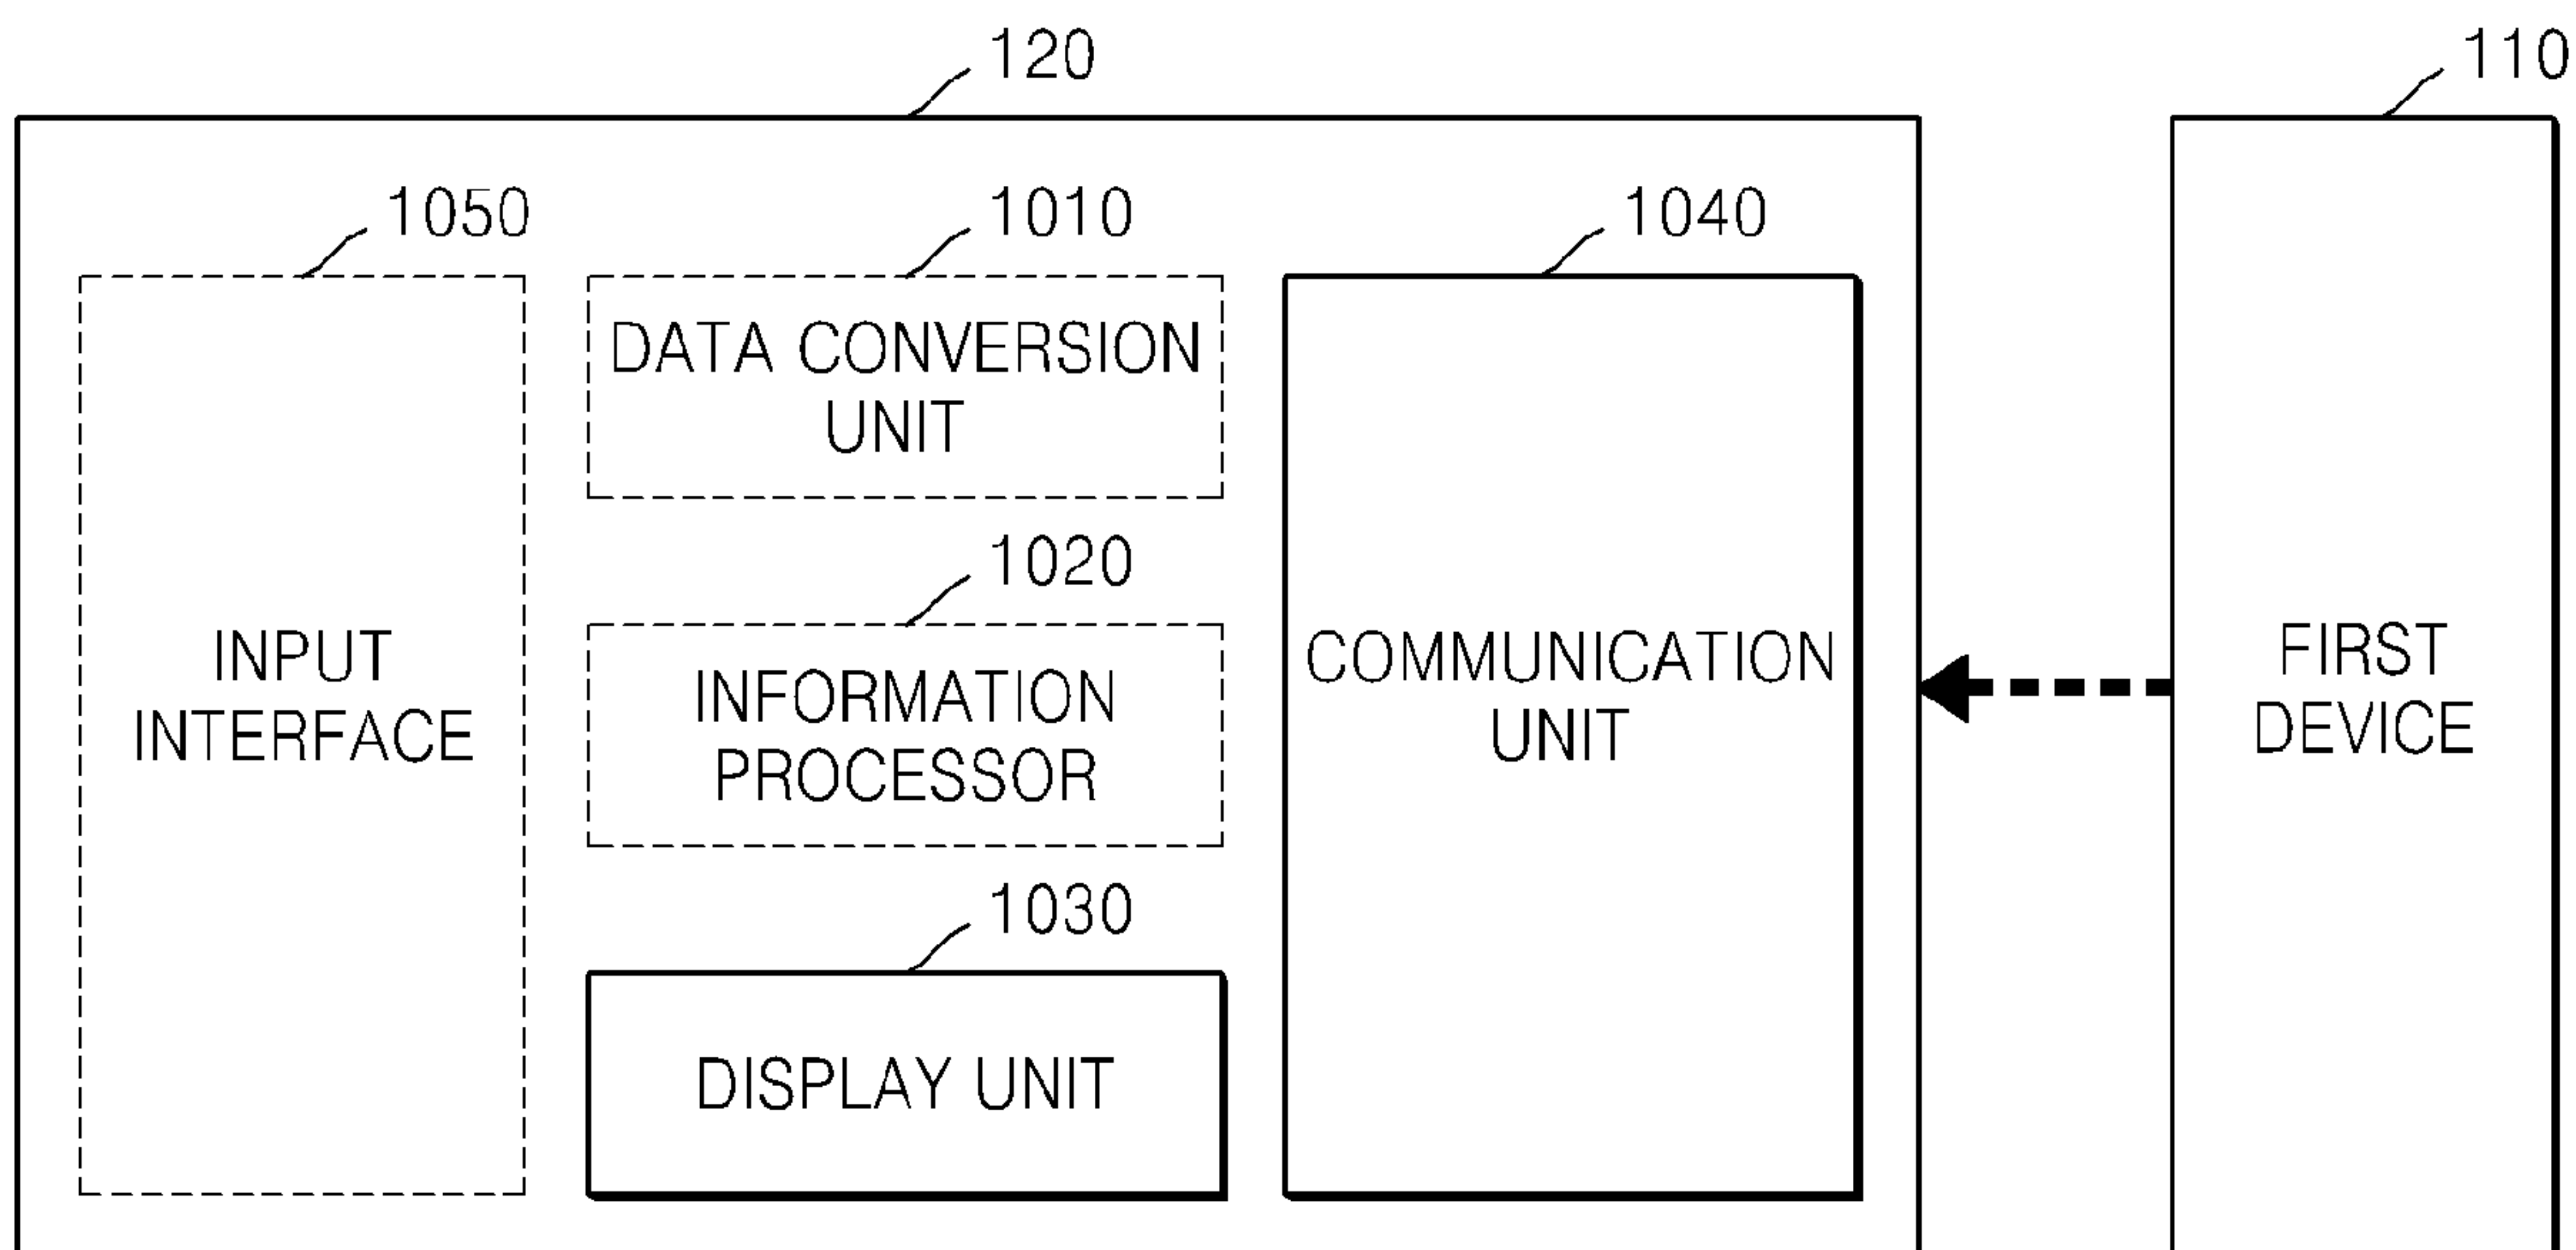 120
110
1050
1010
1040
DATA CONVERSION
UNIT
1020
INPUT
INTERFACE
INFORMATION
PROCESSOR
COMMUNICATION
UNIT
FIRST
DEVICE
1030
DISPLAY UNIT